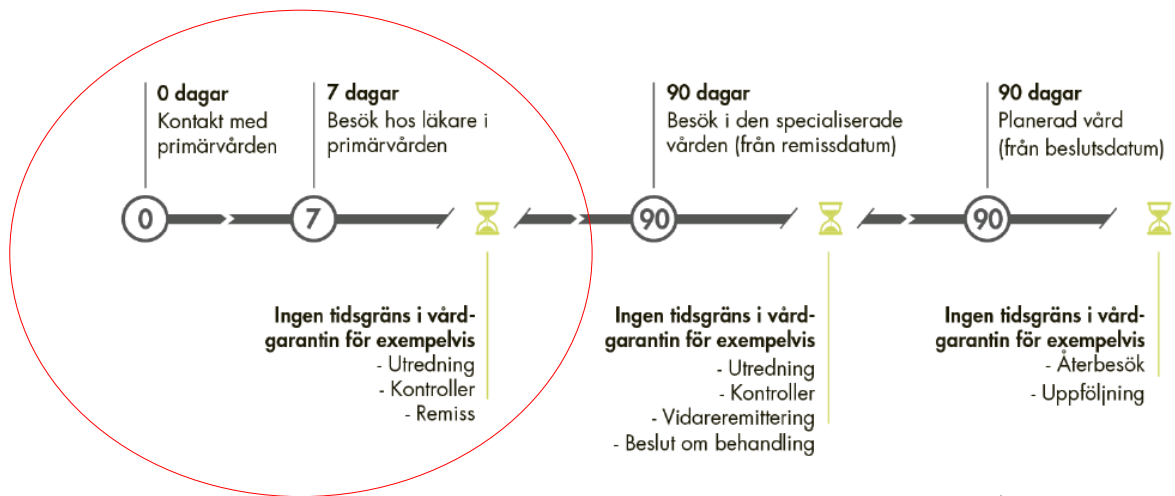 0 dagar
Kontakt med
primärvården
7 dagar
Besök hos läkare i
primärvården
90 dagar
Besök i den specialiserade
vården (från remissdatum)
90 dagar
Planerad vård
(från beslutsdatum)
0
7
90
90
Ingen tidsgräns i vård-
garantin för exempelvis
- Utredning
- Kontroller
- Remiss
Ingen tidsgräns i vård-
garantin för exempelvis
- Utredning
- Kontroller
- Vidareremittering
- Beslut om behandling
Ingen tidsgräns i vård-
garantin för exempelvis
- Återbesök
- Uppföljning